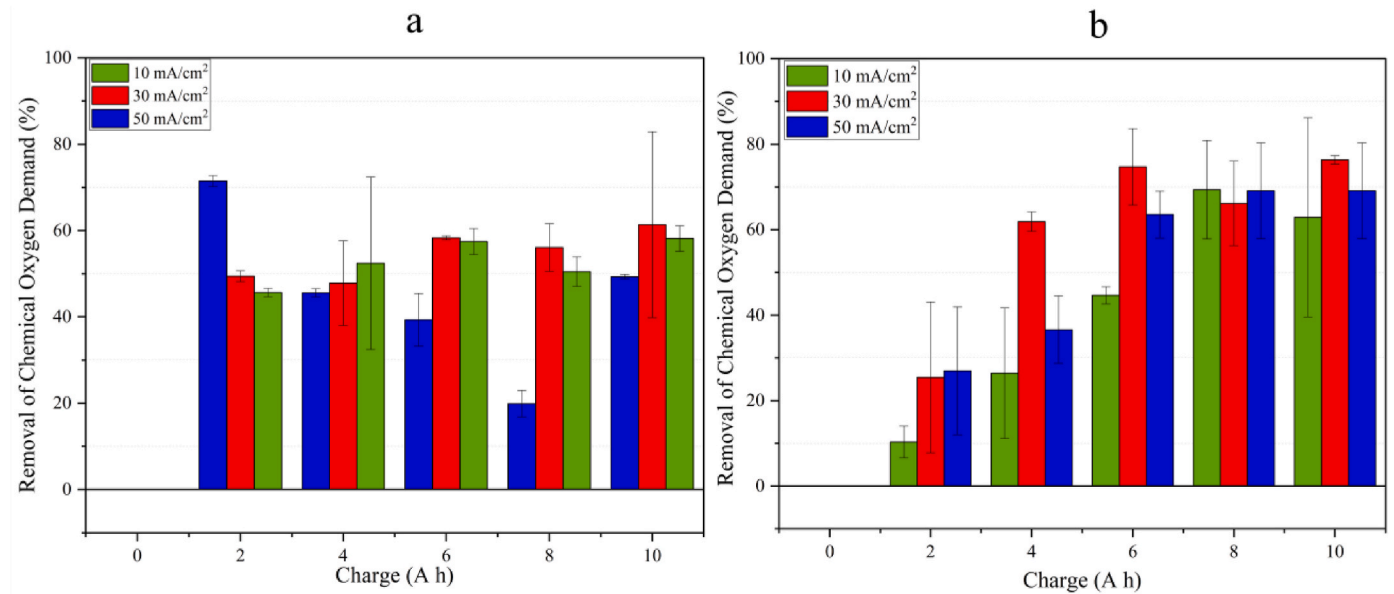 a
Removal of Chemical Oxygen Demand (%)
100
80
60
40
20
0
10 mA/cm²
30 mA/cm²
50 mA/cm²
0 2 4 6 8 10
Charge (A h)
b
Removal of Chemical Oxygen Demand (%)
100
80
60
40
20
0
10 mA/cm²
30 mA/cm²
50 mA/cm²
0 2 4 6 8 10
Charge (A h)